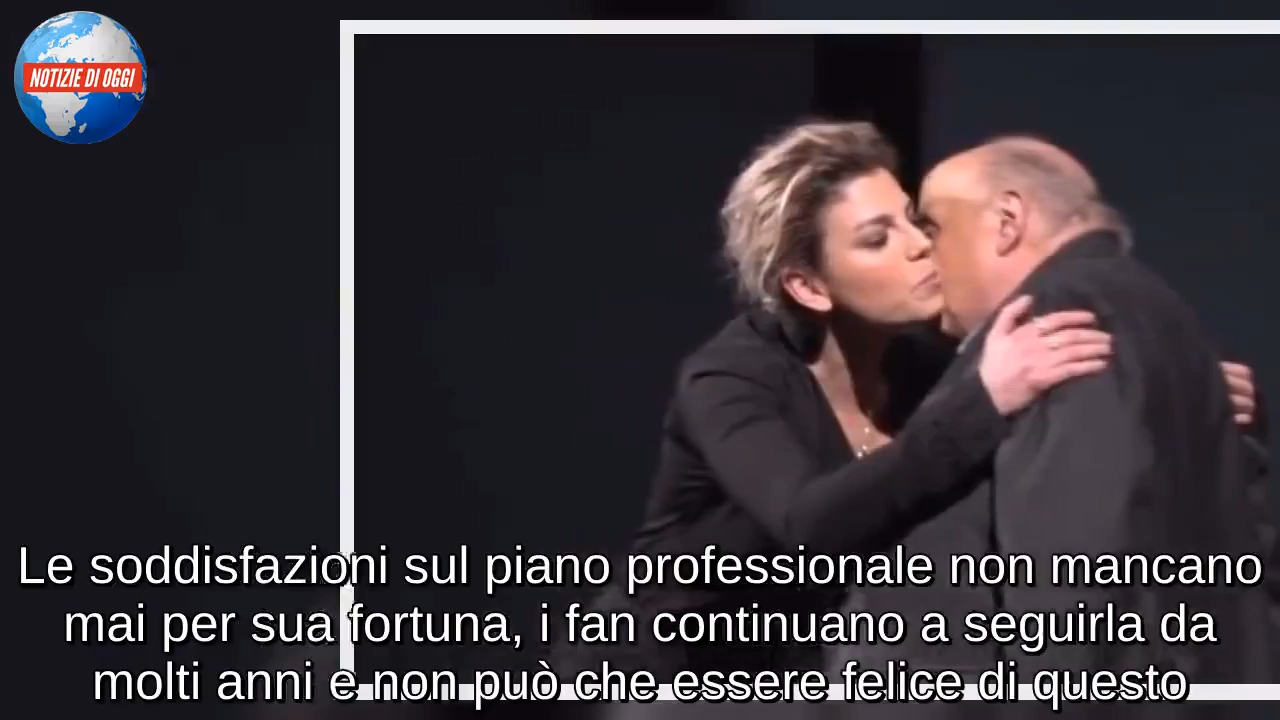 NOTIZIE DI OGGI
Le soddisfazioni sul piano professionale non mancano
mai per sua fortuna, i fan continuano a seguirla da
molti anni e non può che essere felice di questo